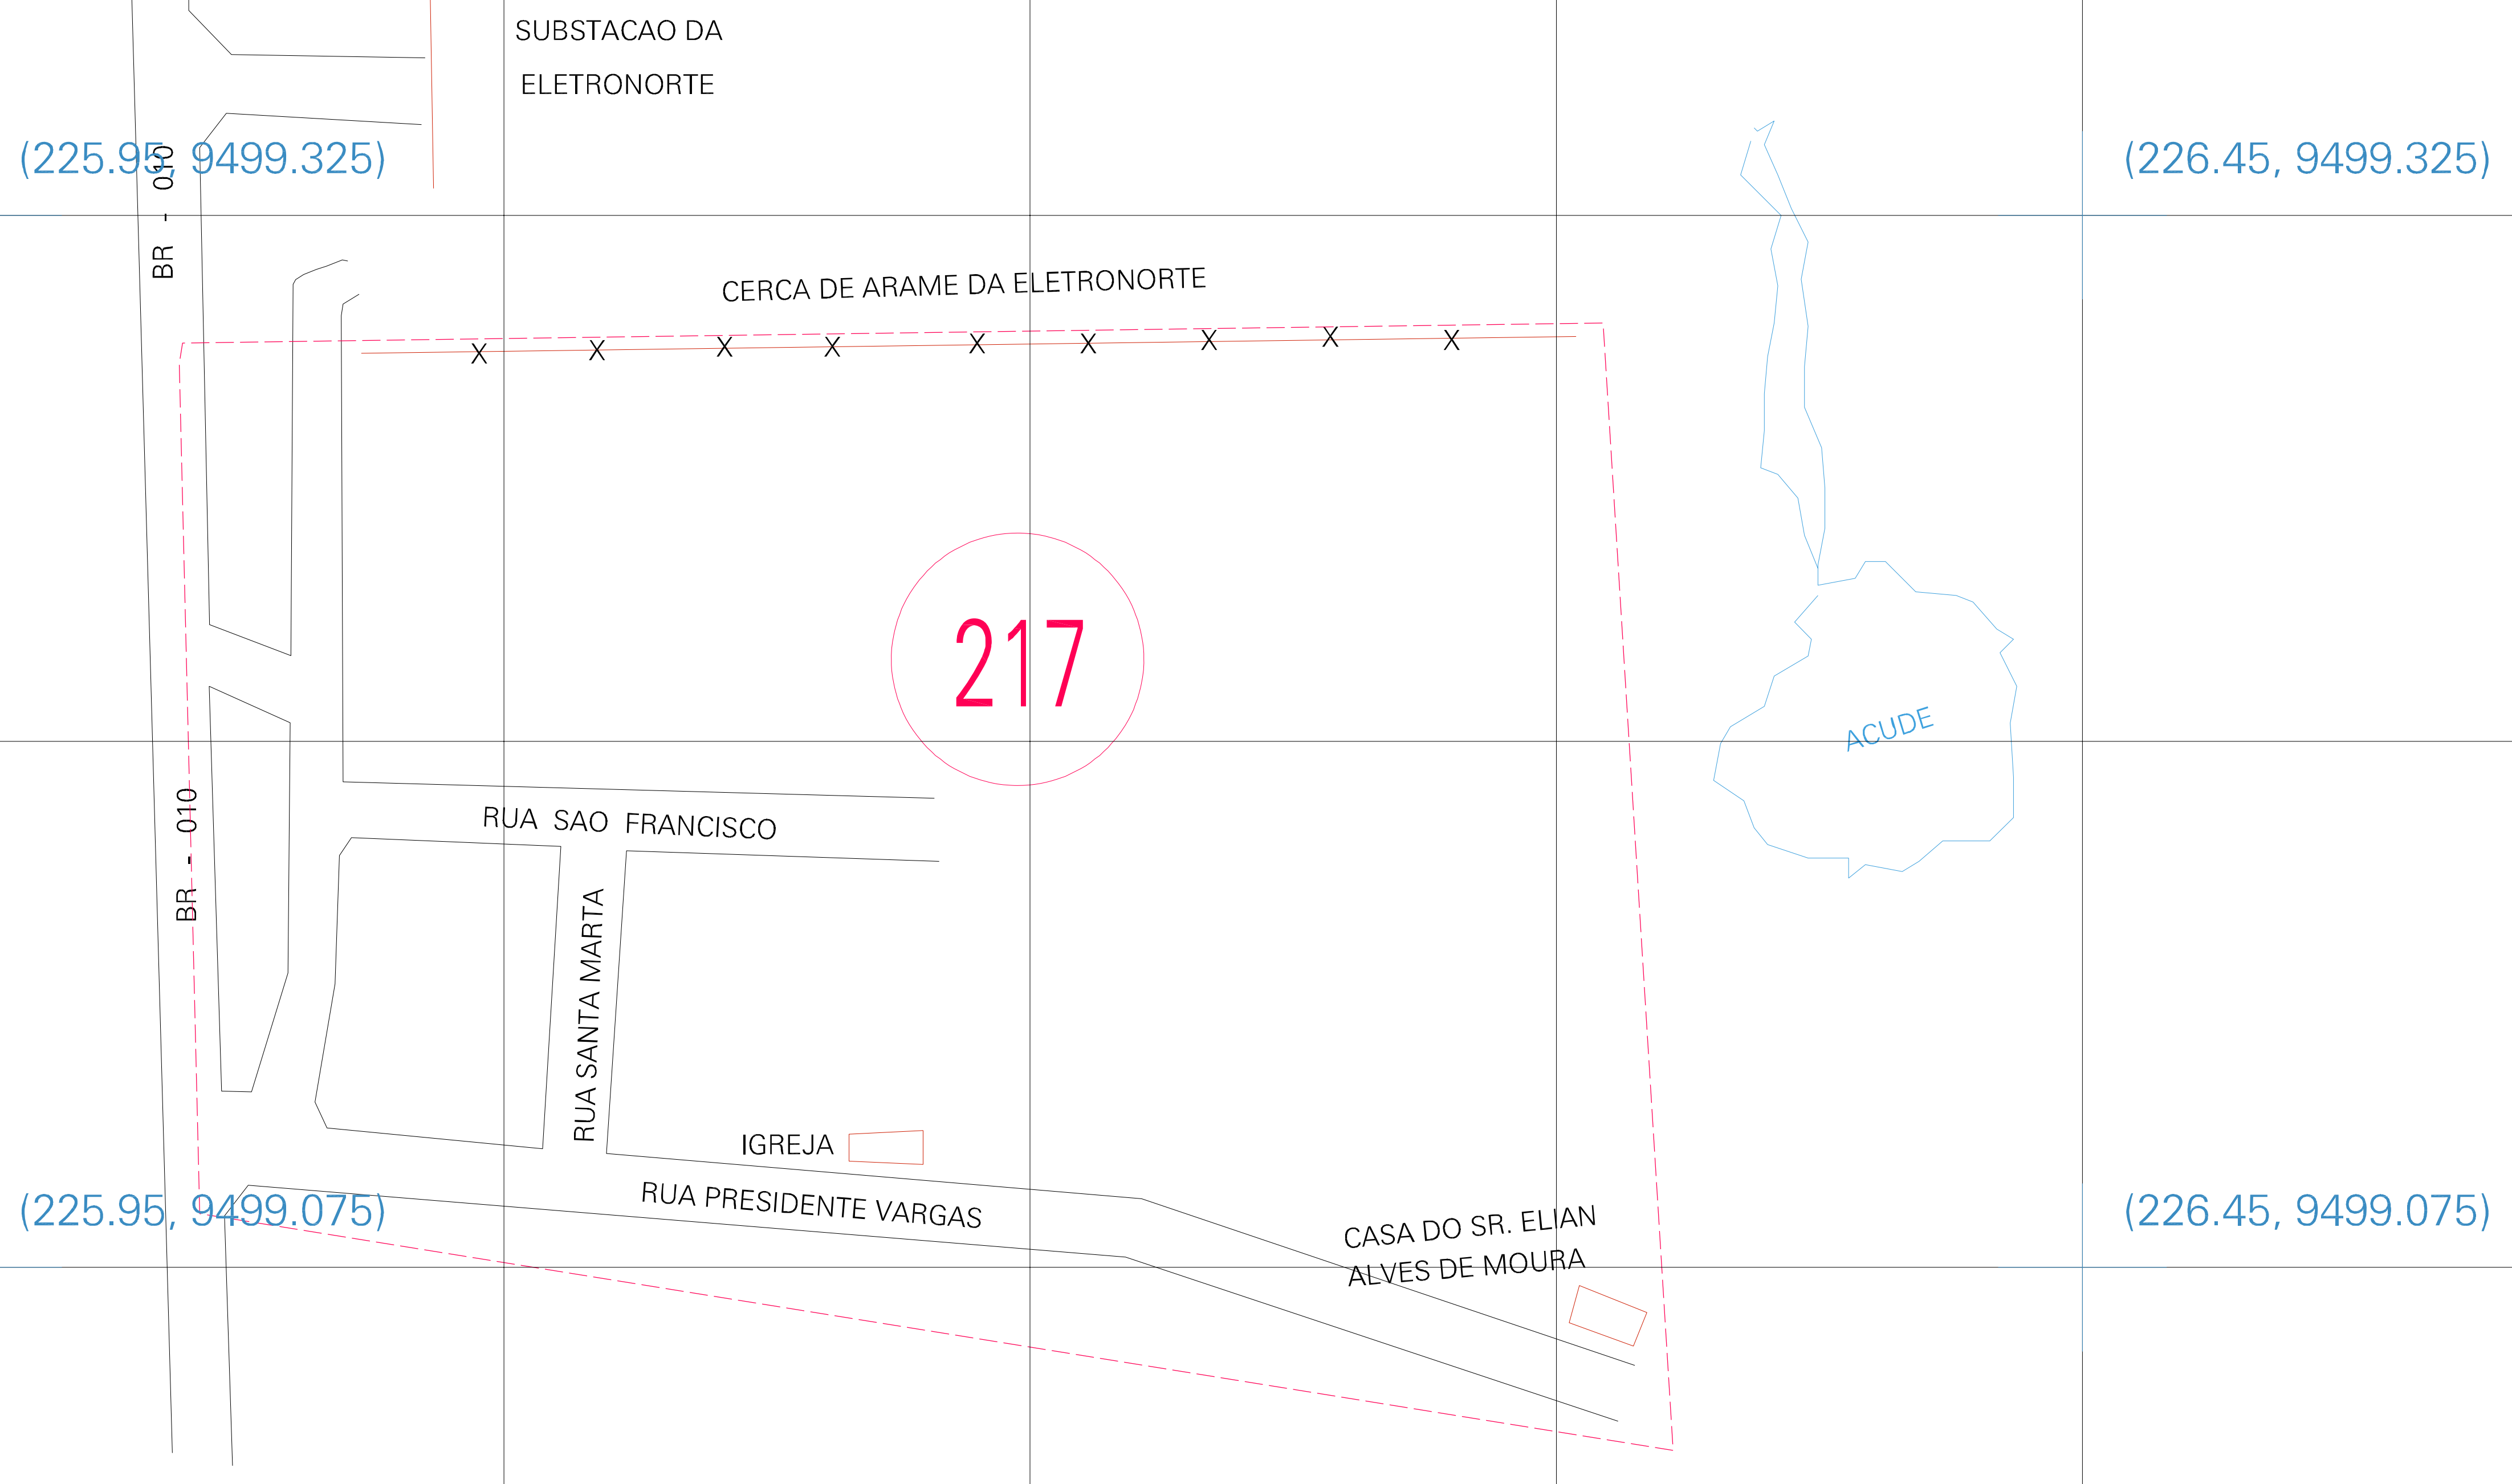 SUBSTACAO DA
ELETRONORTE
(225.95, 9499.325)
(226.45, 9499.325)
BR - 010
CERCA DE ARAME DA ELETRONORTE
X X X X X X X X X
217
ACUDE
BR - 010
RUA SAO FRANCISCO
RUA SANTA MARTA
IGREJA
RUA PRESIDENTE VARGAS
(225.95, 9499.075)
(226.45, 9499.075)
CASA DO SR. ELIAN
ALVES DE MOURA